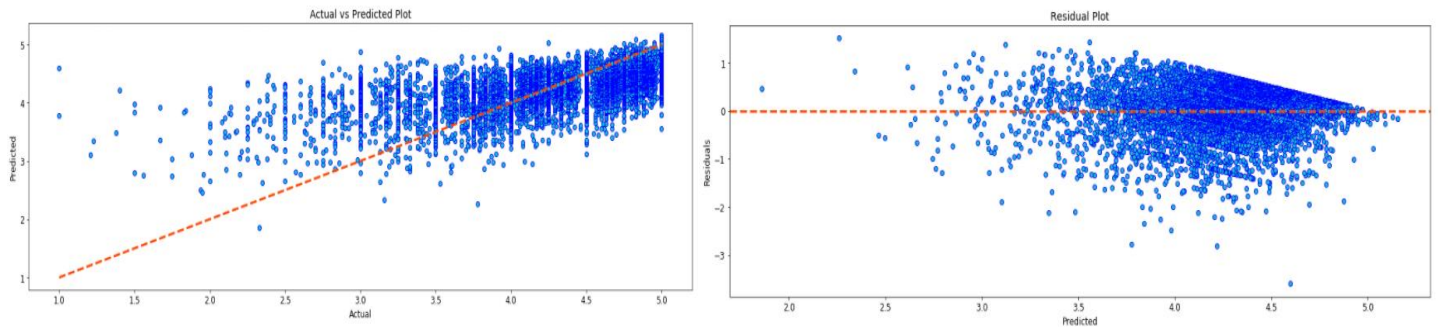 Actual vs Predicted Plot
Predicted
5
4
3
2
1
1.0 1.5 2.0 2.5 3.0 3.5 4.0 4.5 5.0
Actual
Residual Plot
Residuals
1
0
−1
−2
−3
2.0 2.5 3.0 3.5 4.0 4.5 5.0
Predicted